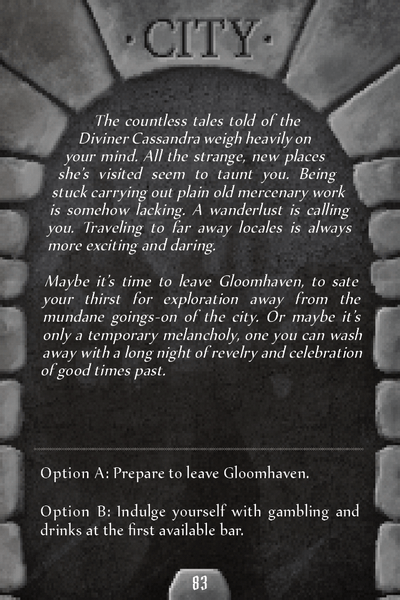 · CITY ·
The countless tales told of the
Diviner Cassandra weigh heavily on
your mind. All the strange, new places
she's visited seem to taunt you. Being
stuck carrying out plain old mercenary work
is somehow lacking. A wanderlust is calling
you. Traveling to far away locales is always
more exciting and daring.
Maybe it's time to leave Gloomhaven, to sate
your thirst for exploration away from the
mundane goings-on of the city. Or maybe it's
only a temporary melancholy, one you can wash
away with a long night of revelry and celebration
of good times past.
Option A: Prepare to leave Gloomhaven.
Option B: Indulge yourself with gambling and
drinks at the first available bar.
83